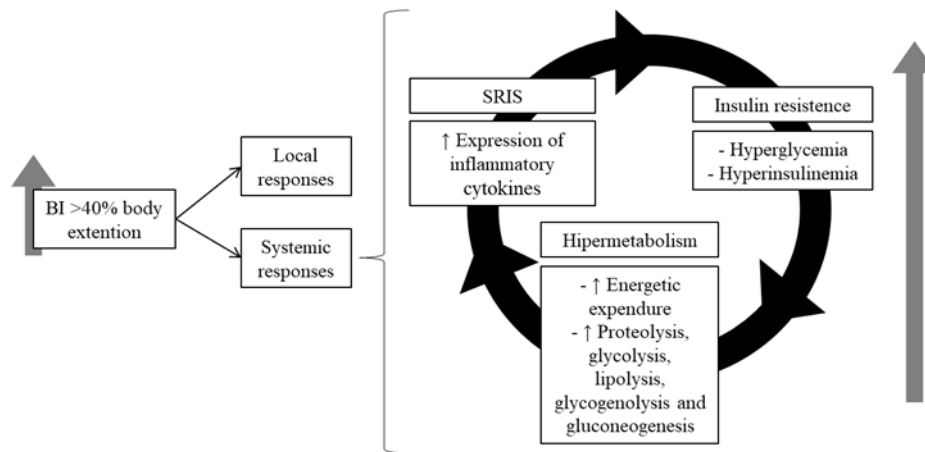 BI >40% body
extention
Local
responses
Systemic
responses
SRIS
↑ Expression of
inflammatory
cytokines
Insulin resistence
- Hyperglycemia
- Hyperinsulinemia
Hipermetabolism
- ↑ Energetic
expendure
- ↑ Proteolysis,
glycolysis,
lipolysis,
glycogenolysis and
gluconeogenesis